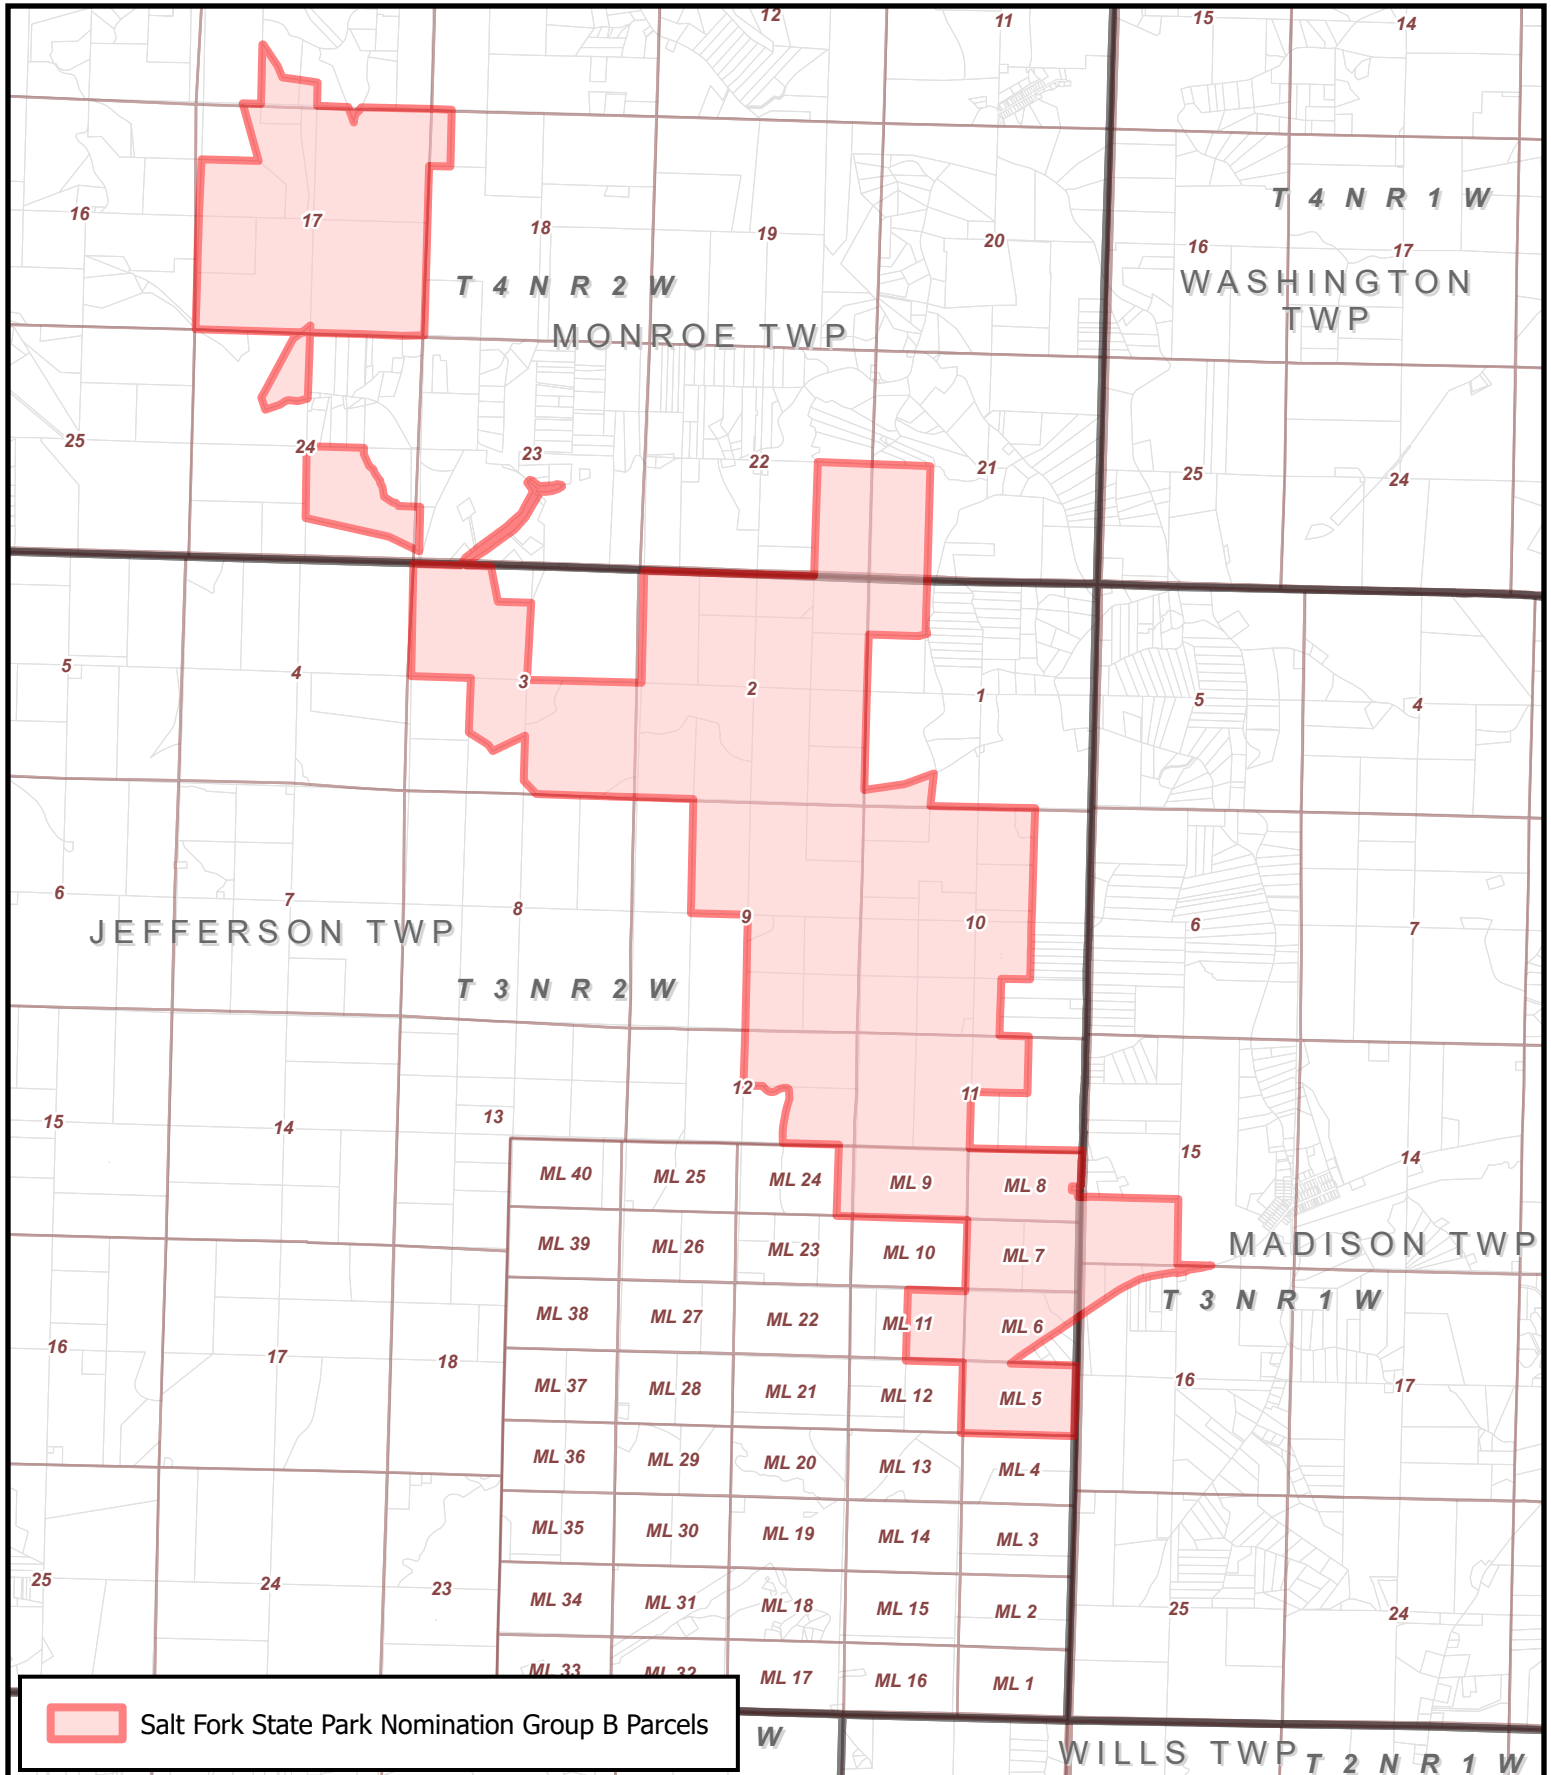 12
11
15
14
16
17
18
19
20
T 4 N R 1 W
16
17
T 4 N R 2 W
WASHINGTON
TWP
MONROE TWP
25
24
23
22
21
25
24
5
4
3
2
1
5
4
6
7
8
9
10
6
7
JEFFERSON TWP
T 3 N R 2 W
15
14
13
12
11
15
14
ML 40
ML 25
ML 24
ML 9
ML 8
ML 39
ML 26
ML 23
ML 10
ML 7
MADISON TWP
T 3 N R 1 W
16
17
18
ML 38
ML 27
ML 22
ML 11
ML 6
ML 37
ML 28
ML 21
ML 12
ML 5
16
17
ML 36
ML 29
ML 20
ML 13
ML 4
ML 35
ML 30
ML 19
ML 14
ML 3
25
24
23
ML 34
ML 31
ML 18
ML 15
ML 2
25
24
ML 33
ML 32
ML 17
ML 16
ML 1
Salt Fork State Park Nomination Group B Parcels
W
WILLS TWP
T 2 N R 1 W